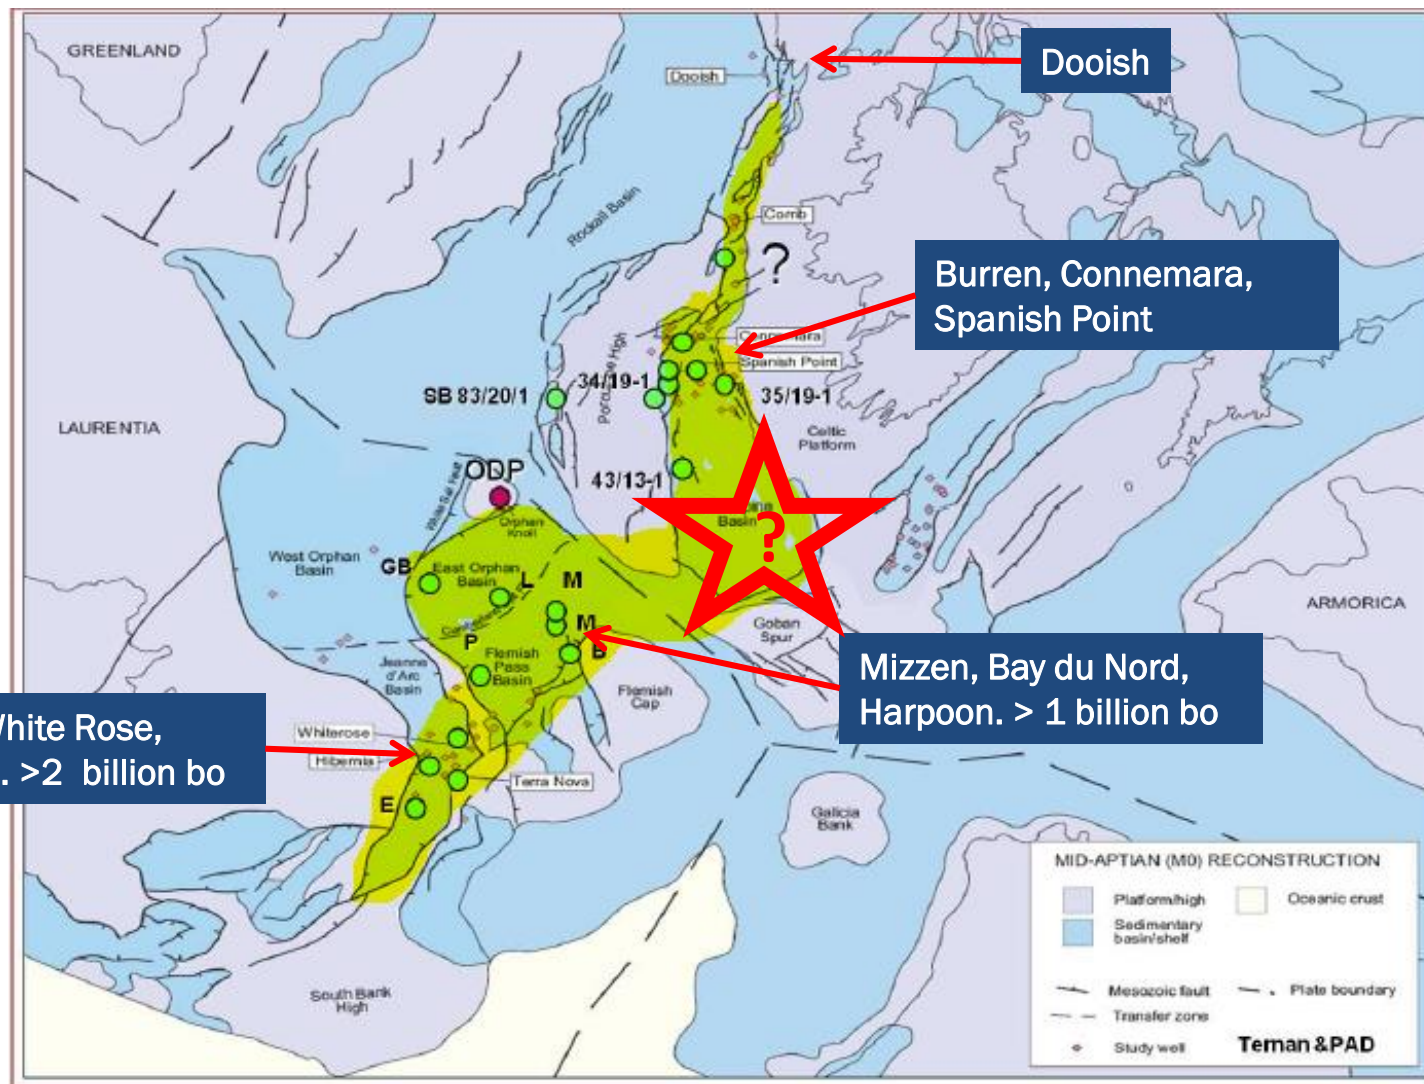 GREENLAND
Dooish
Dooish
Rockall Basin
Corrib
?
Burren, Connemara,
Spanish Point
Connemara
Spanish Point
Porcupine High
34/19-1
35/19-1
SB 83/20/1
LAURENTIA
Celtic
Platform
ODP
43/13-1
Basin
?
Orphan
Knoll
West Orphan
Basin
GB
East Orphan
Basin
L
M
ARMORICA
P
M
B
Goban
Spur
Jeanne
d'Arc
Basin
Flemish
Pass
Basin
Flemish
Cap
Mizzen, Bay du Nord,
Harpoon. > 1 billion bo
White Rose,
. >2 billion bo
Whiterose
Hibernia
Terra Nova
E
Galicia
Bank
South Bank
High
MID-APTIAN (M0) RECONSTRUCTION
Platform/high
Oceanic crust
Sedimentary
basin/shelf
Mesozoic fault
Plate boundary
Transfer zone
Study well
Ternan &PAD